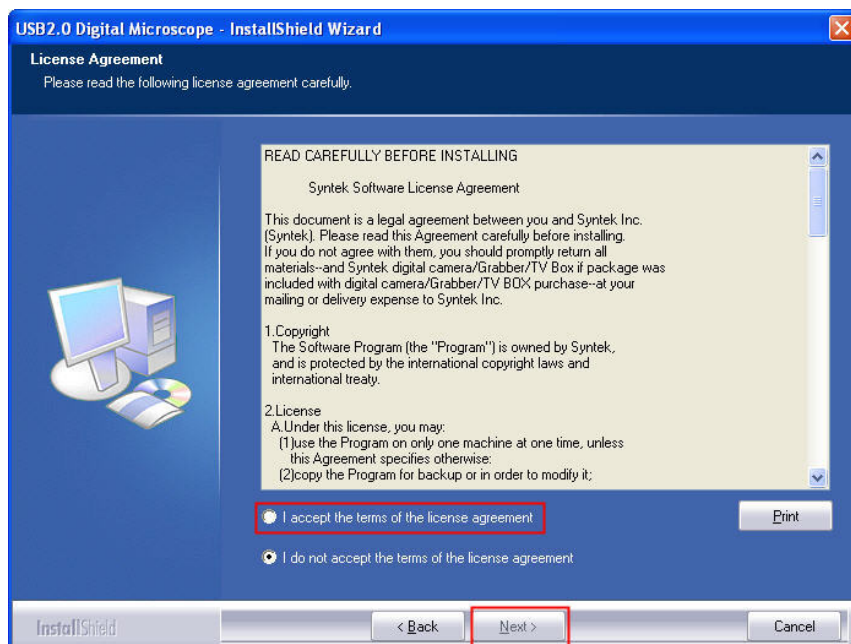 USB2.0 Digital Microscope - InstallShield Wizard
License Agreement
Please read the following license agreement carefully.
READ CAREFULLY BEFORE INSTALLING
Syntek Software License Agreement
This document is a legal agreement between you and Syntek Inc.
(Syntek). Please read this Agreement carefully before installing.
If you do not agree with them, you should promptly return all
materials--and Syntek digital camera/Grabber/TV Box if package was
included with digital camera/Grabber/TV BOX purchase--at your
mailing or delivery expense to Syntek Inc.
1.Copyright
The Software Program (the "Program") is owned by Syntek,
and is protected by the international copyright laws and
international treaty.
2.License
A.Under this license, you may:
(1)use the Program on only one machine at one time, unless
this Agreement specifies otherwise:
(2)copy the Program for backup or in order to modify it;
I accept the terms of the license agreement
Print
I do not accept the terms of the license agreement
InstallShield
< Back
Next >
Cancel